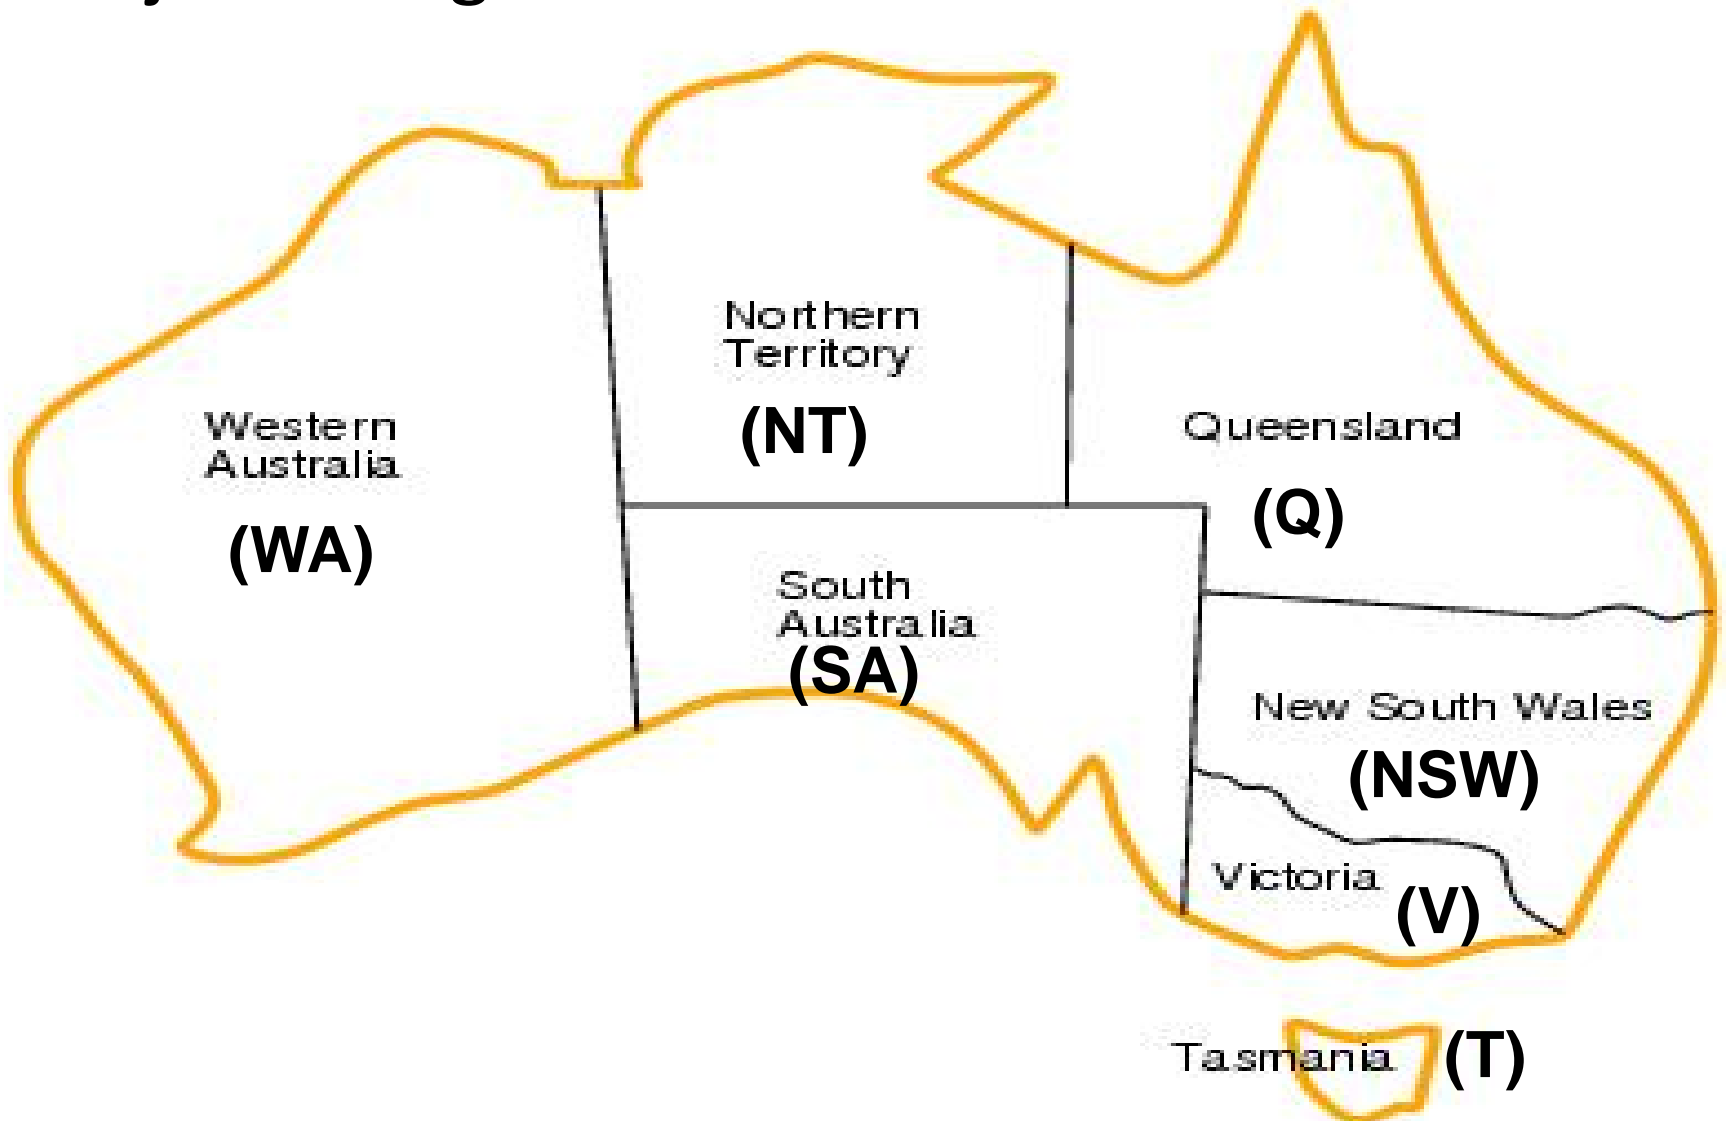 Northern
Territory
(NT)
Western
Australia
(WA)
Queensland
(Q)
South
Australia
(SA)
New South Wales
(NSW)
Victoria
(V)
Tasmania (T)